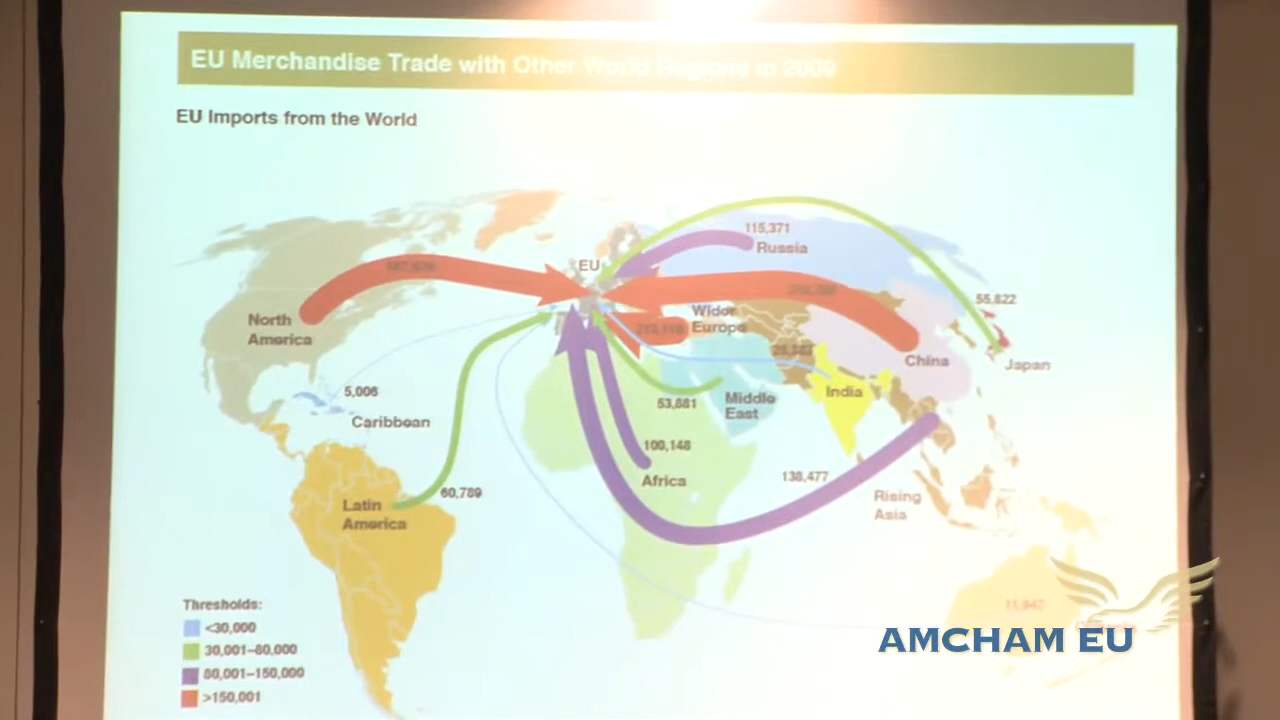 EU Merchandise Trade with Other World Regions in 2009
EU Imports from the World
115,371
Russia
EU
55,822
North
America
Wider
Europe
China
Japan
5,006
Caribbean
53,881
Middle
East
India
100,148
Africa
138,477
60,789
Latin
America
Rising
Asia
Thresholds:
<30,000
30,001–80,000
80,001–150,000
>150,001
11,947
AMCHAM EU